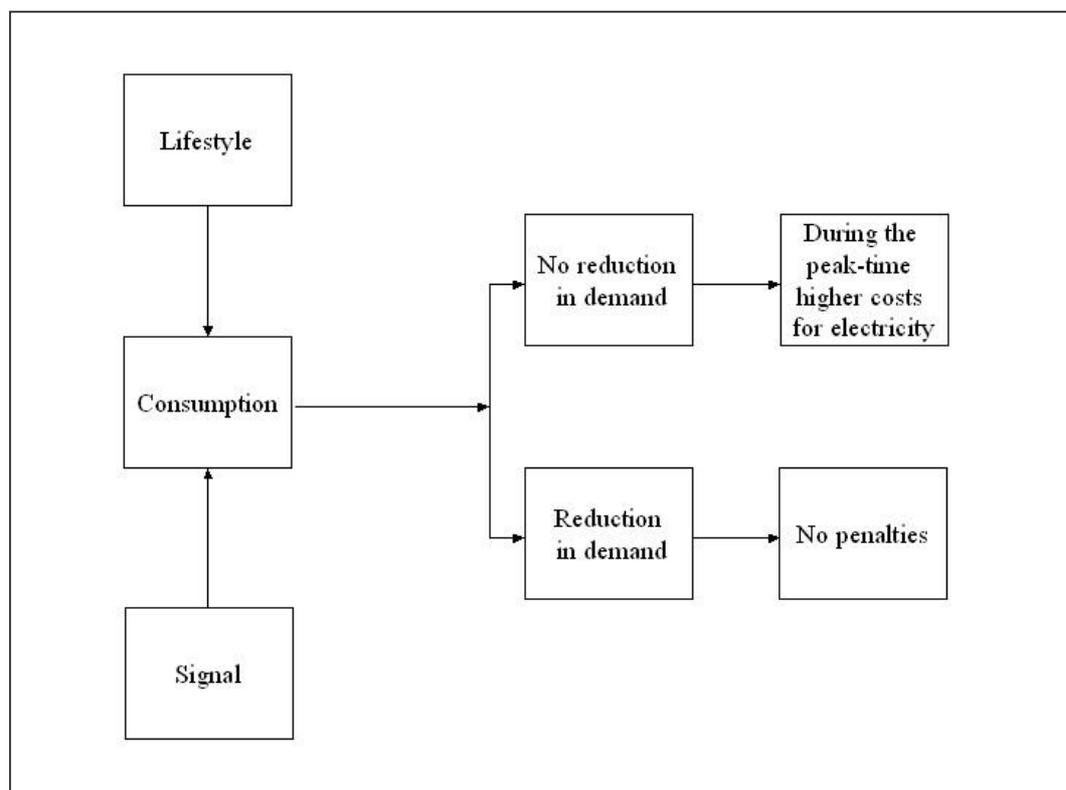 Lifestyle
Consumption
Signal
No reduction
in demand
During the
peak-time
higher costs
for electricity
Reduction
in demand
No penalties